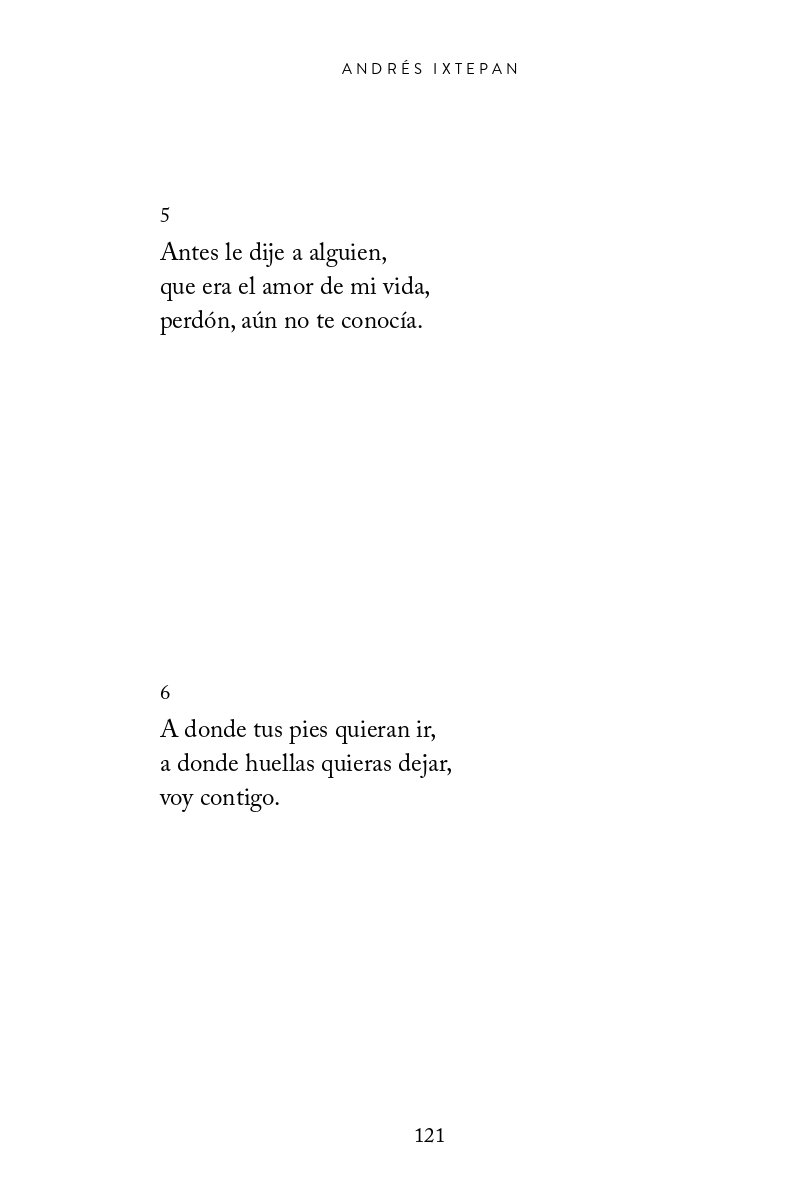 ANDRÉS IXTEPAN
5
Antes le dije a alguien,
que era el amor de mi vida,
perdón, aún no te conocía.
6
A donde tus pies quieran ir,
a donde huellas quieras dejar,
voy contigo.
121